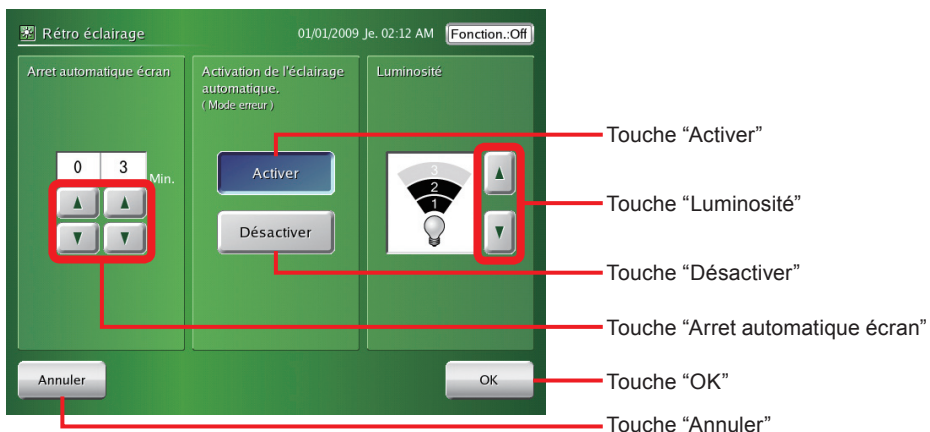 Rétro éclairage
01/01/2009 Je. 02:12 AM
Fonction.:Off
Arret automatique écran
Activation de l'éclairage
automatique.
( Mode erreur )
Luminosité
0 3 Min.
Activer
Désactiver
3
2
1
Annuler
OK
Touche “Activer”
Touche “Luminosité”
Touche “Désactiver”
Touche “Arret automatique écran”
Touche “OK”
Touche “Annuler”